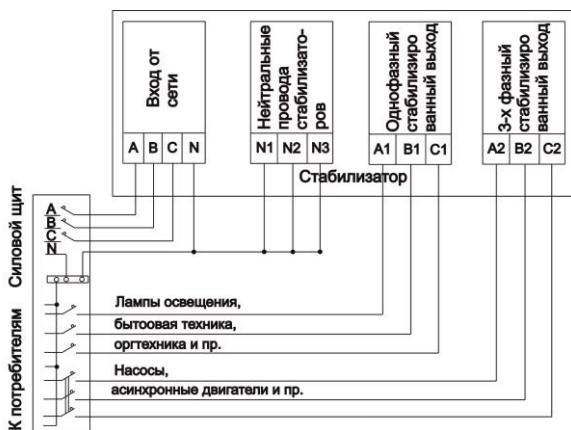 Вход от
сети
A B C N
Нейтральные
провода
стабилизато-
ров
N1 N2 N3
Однофазный
стабилизиро
ванный выход
A1 B1 C1
3-х фазный
стабилизиро
ванный выход
A2 B2 C2
Стабилизатор
Силовой щит
A
B
C
N
К потребителям
Лампы освещения,
бытоовая техника,
оргтехника и пр.
Насосы,
асинхронные двигатели и пр.